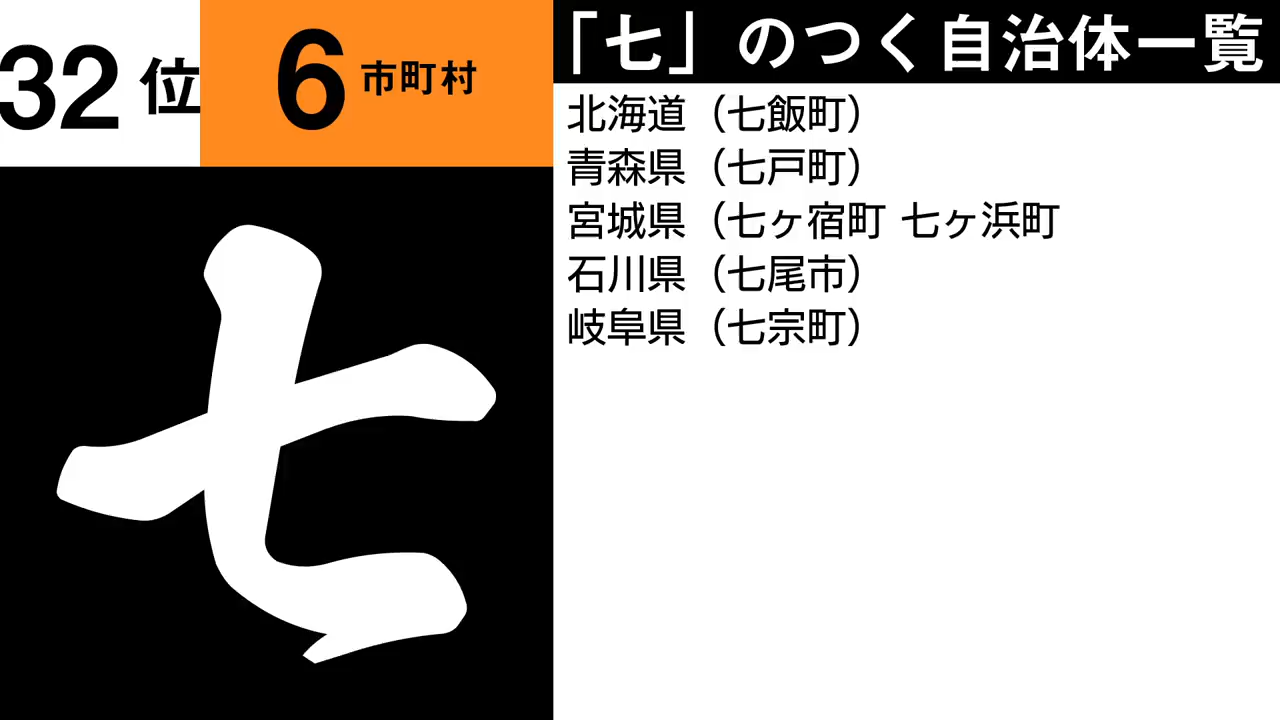 32位
6市町村
七
「七」のつく自治体一覧
北海道（七飯町）
青森県（七戸町）
宮城県（七ヶ宿町 七ヶ浜町
石川県（七尾市）
岐阜県（七宗町）